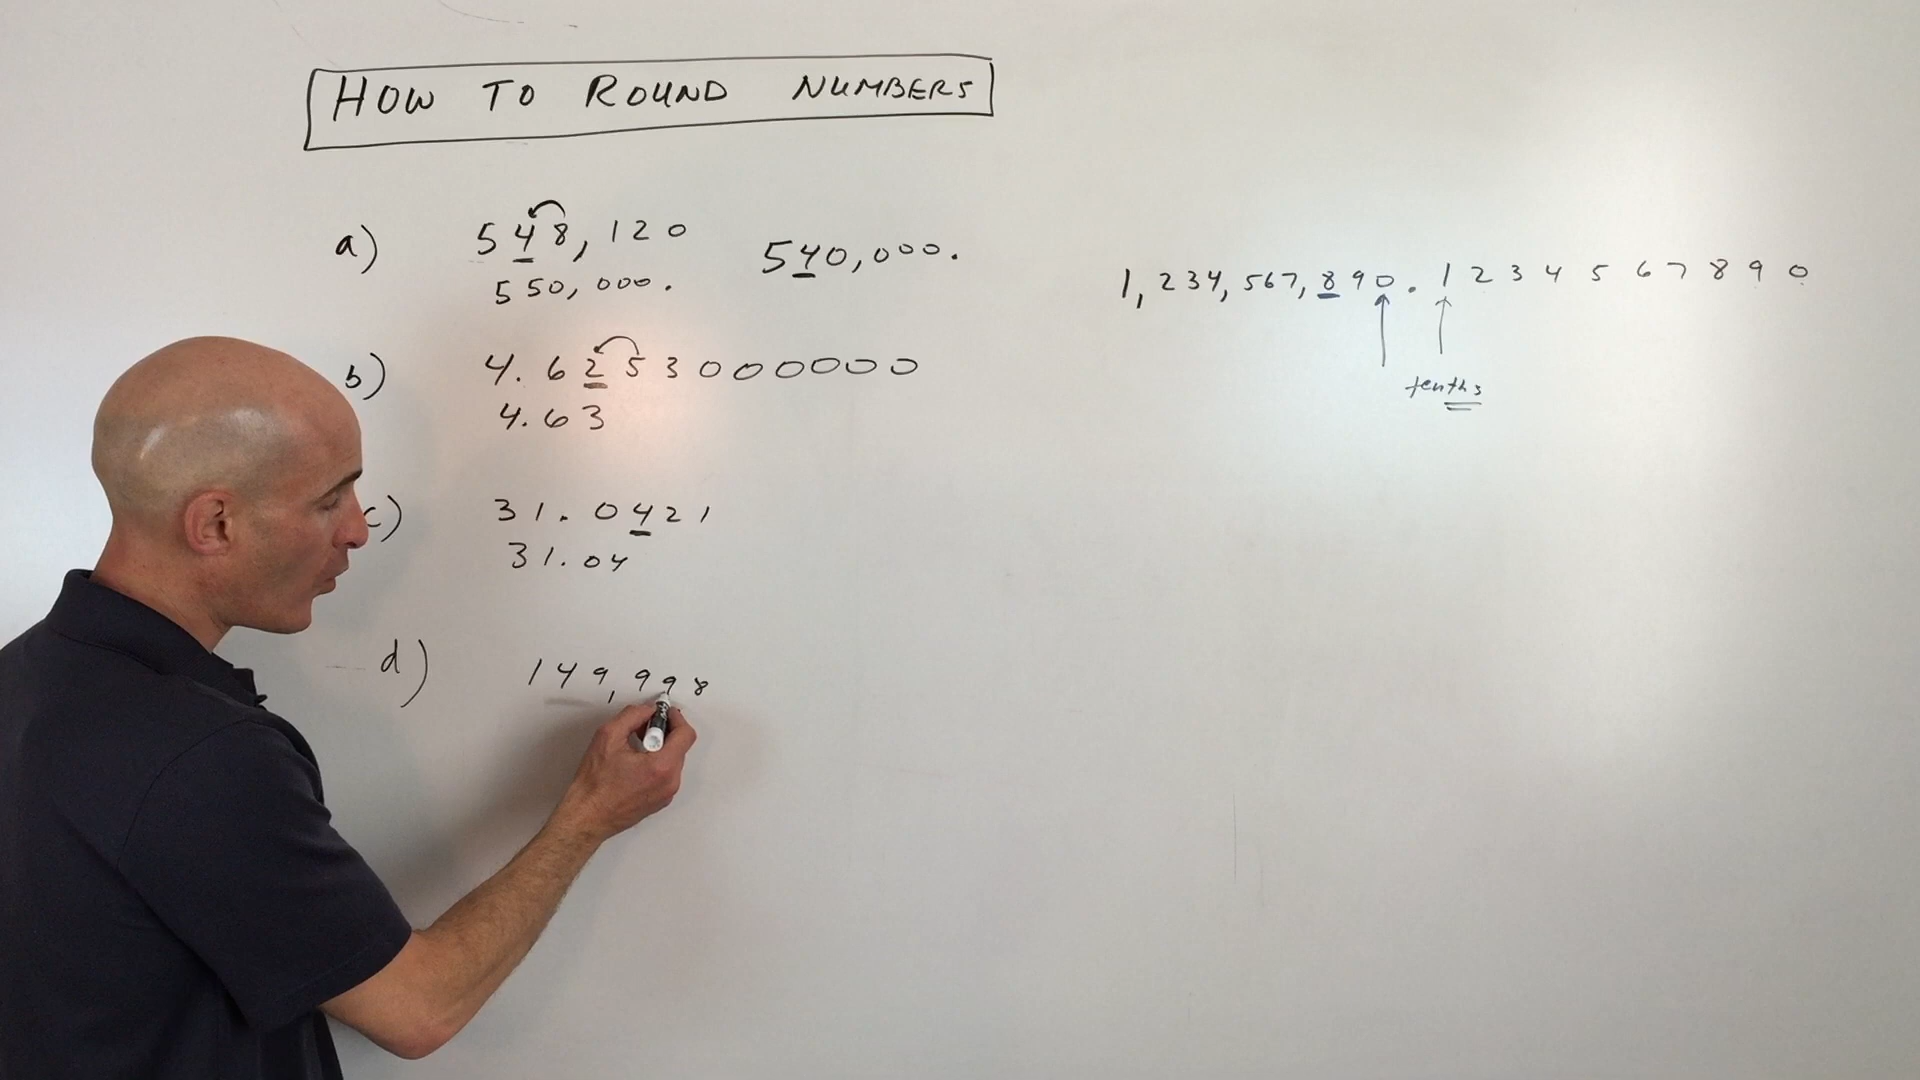 HOW TO ROUND NUMBERS
a) 548,120 540,000.
550,000.
b) 4.6253000000
4.63
c) 31.0421
31.04
d) 149,998
1,234,567,890.1234567890
tenths